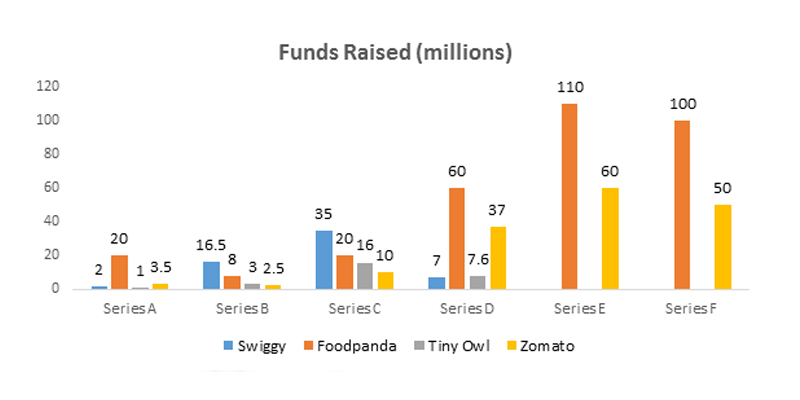 Funds Raised (millions)
120
100
80
60
40
20
0
2
20
1
3.5
16.5
8
3
2.5
35
20
16
10
7
60
7.6
37
110
60
100
50
Series A
Series B
Series C
Series D
Series E
Series F
Swiggy
Foodpanda
Tiny Owl
Zomato